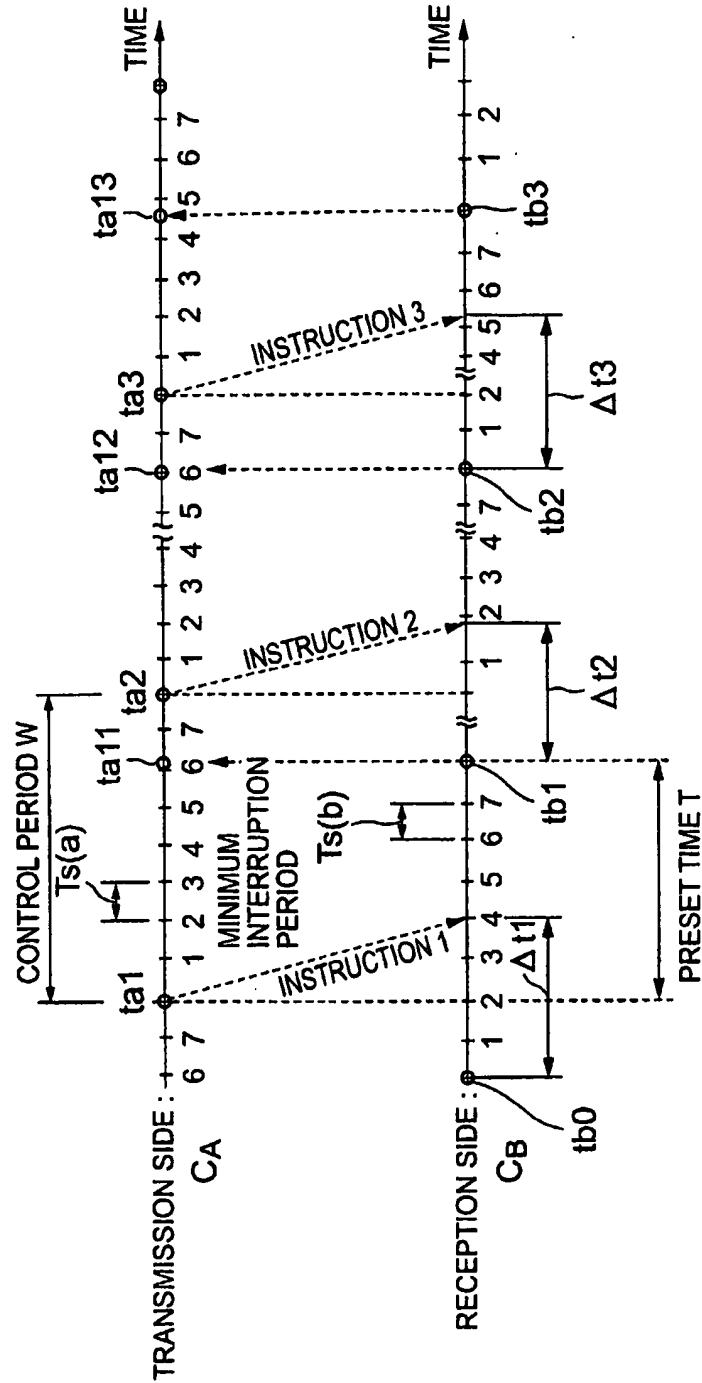 CONTROL PERIOD W
Ts(a)
ta1
ta11
ta2
ta12
ta3
ta13
TIME
TRANSMISSION SIDE :
CA
6 7 1 2 3 4 5 6 7 1 2 3 4 5 6 7 1 2 3 4 5 6 7
MINIMUM
INTERRUPTION
PERIOD
INSTRUCTION 1
INSTRUCTION 2
INSTRUCTION 3
Ts(b)
TIME
RECEPTION SIDE :
CB
1 2 3 4 5 6 7 1 2 3 4 7 1 2 4 5 6 7 1 2
tb0
Δt1
tb1
Δt2
tb2
Δt3
tb3
PRESET TIME T